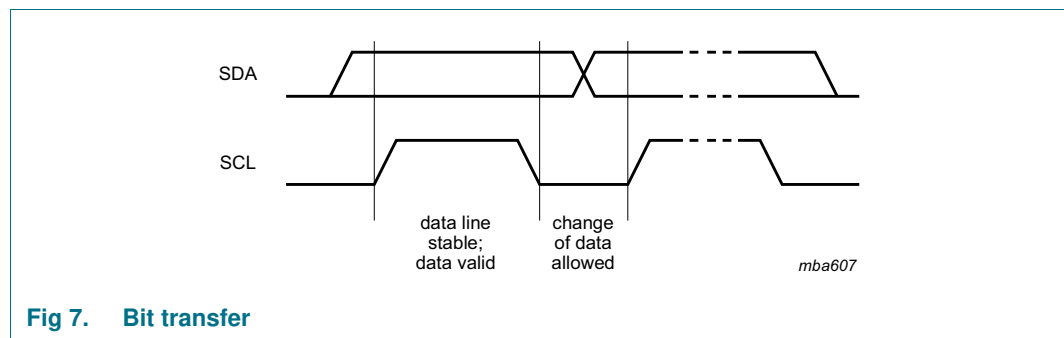 SDA
SCL
data line
stable;
data valid
change
of data
allowed
mba607
Fig 7. Bit transfer